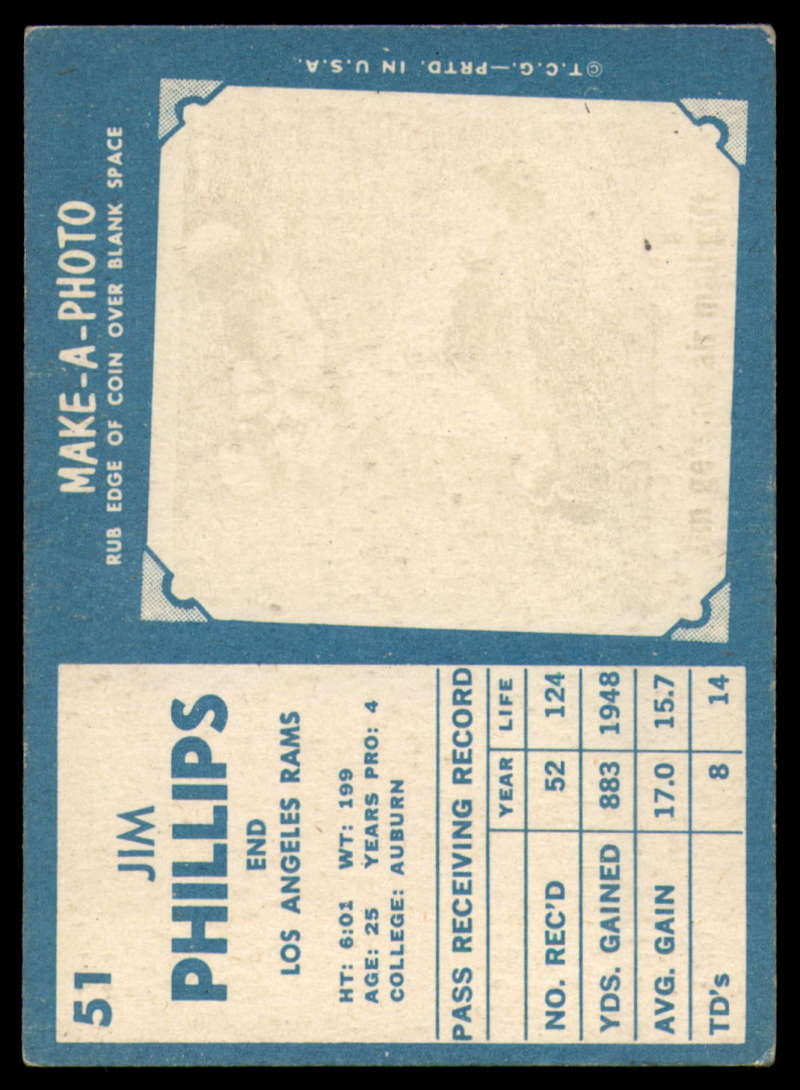 51
JIM
PHILLIPS
END
LOS ANGELES RAMS
HT: 6:01 WT: 199
AGE: 25 YEARS PRO: 4
COLLEGE: AUBURN
PASS RECEIVING RECORD
YEAR LIFE
NO. REC'D 52 124
YDS. GAINED 883 1948
AVG. GAIN 17.0 15.7
TD's 8 14
MAKE-A-PHOTO
RUB EDGE OF COIN OVER BLANK SPACE
©T.C.G.—PRTD. IN U.S.A.